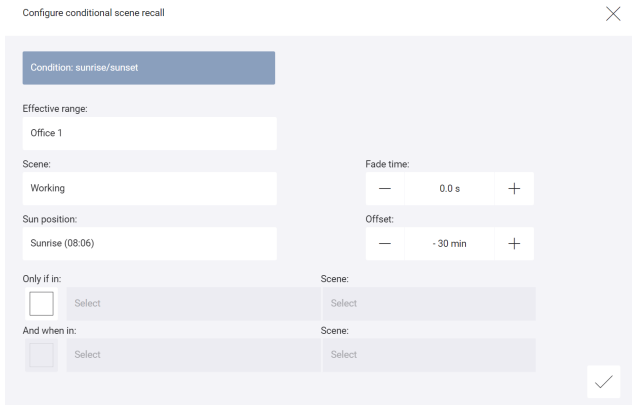 Configure conditional scene recall
Condition: sunrise/sunset
Effective range:
Office 1
Scene:
Fade time:
Working
0.0 s
Sun position:
Offset:
Sunrise (08:06)
- 30 min
Only if in:
Scene:
Select
Select
And when in:
Scene:
Select
Select